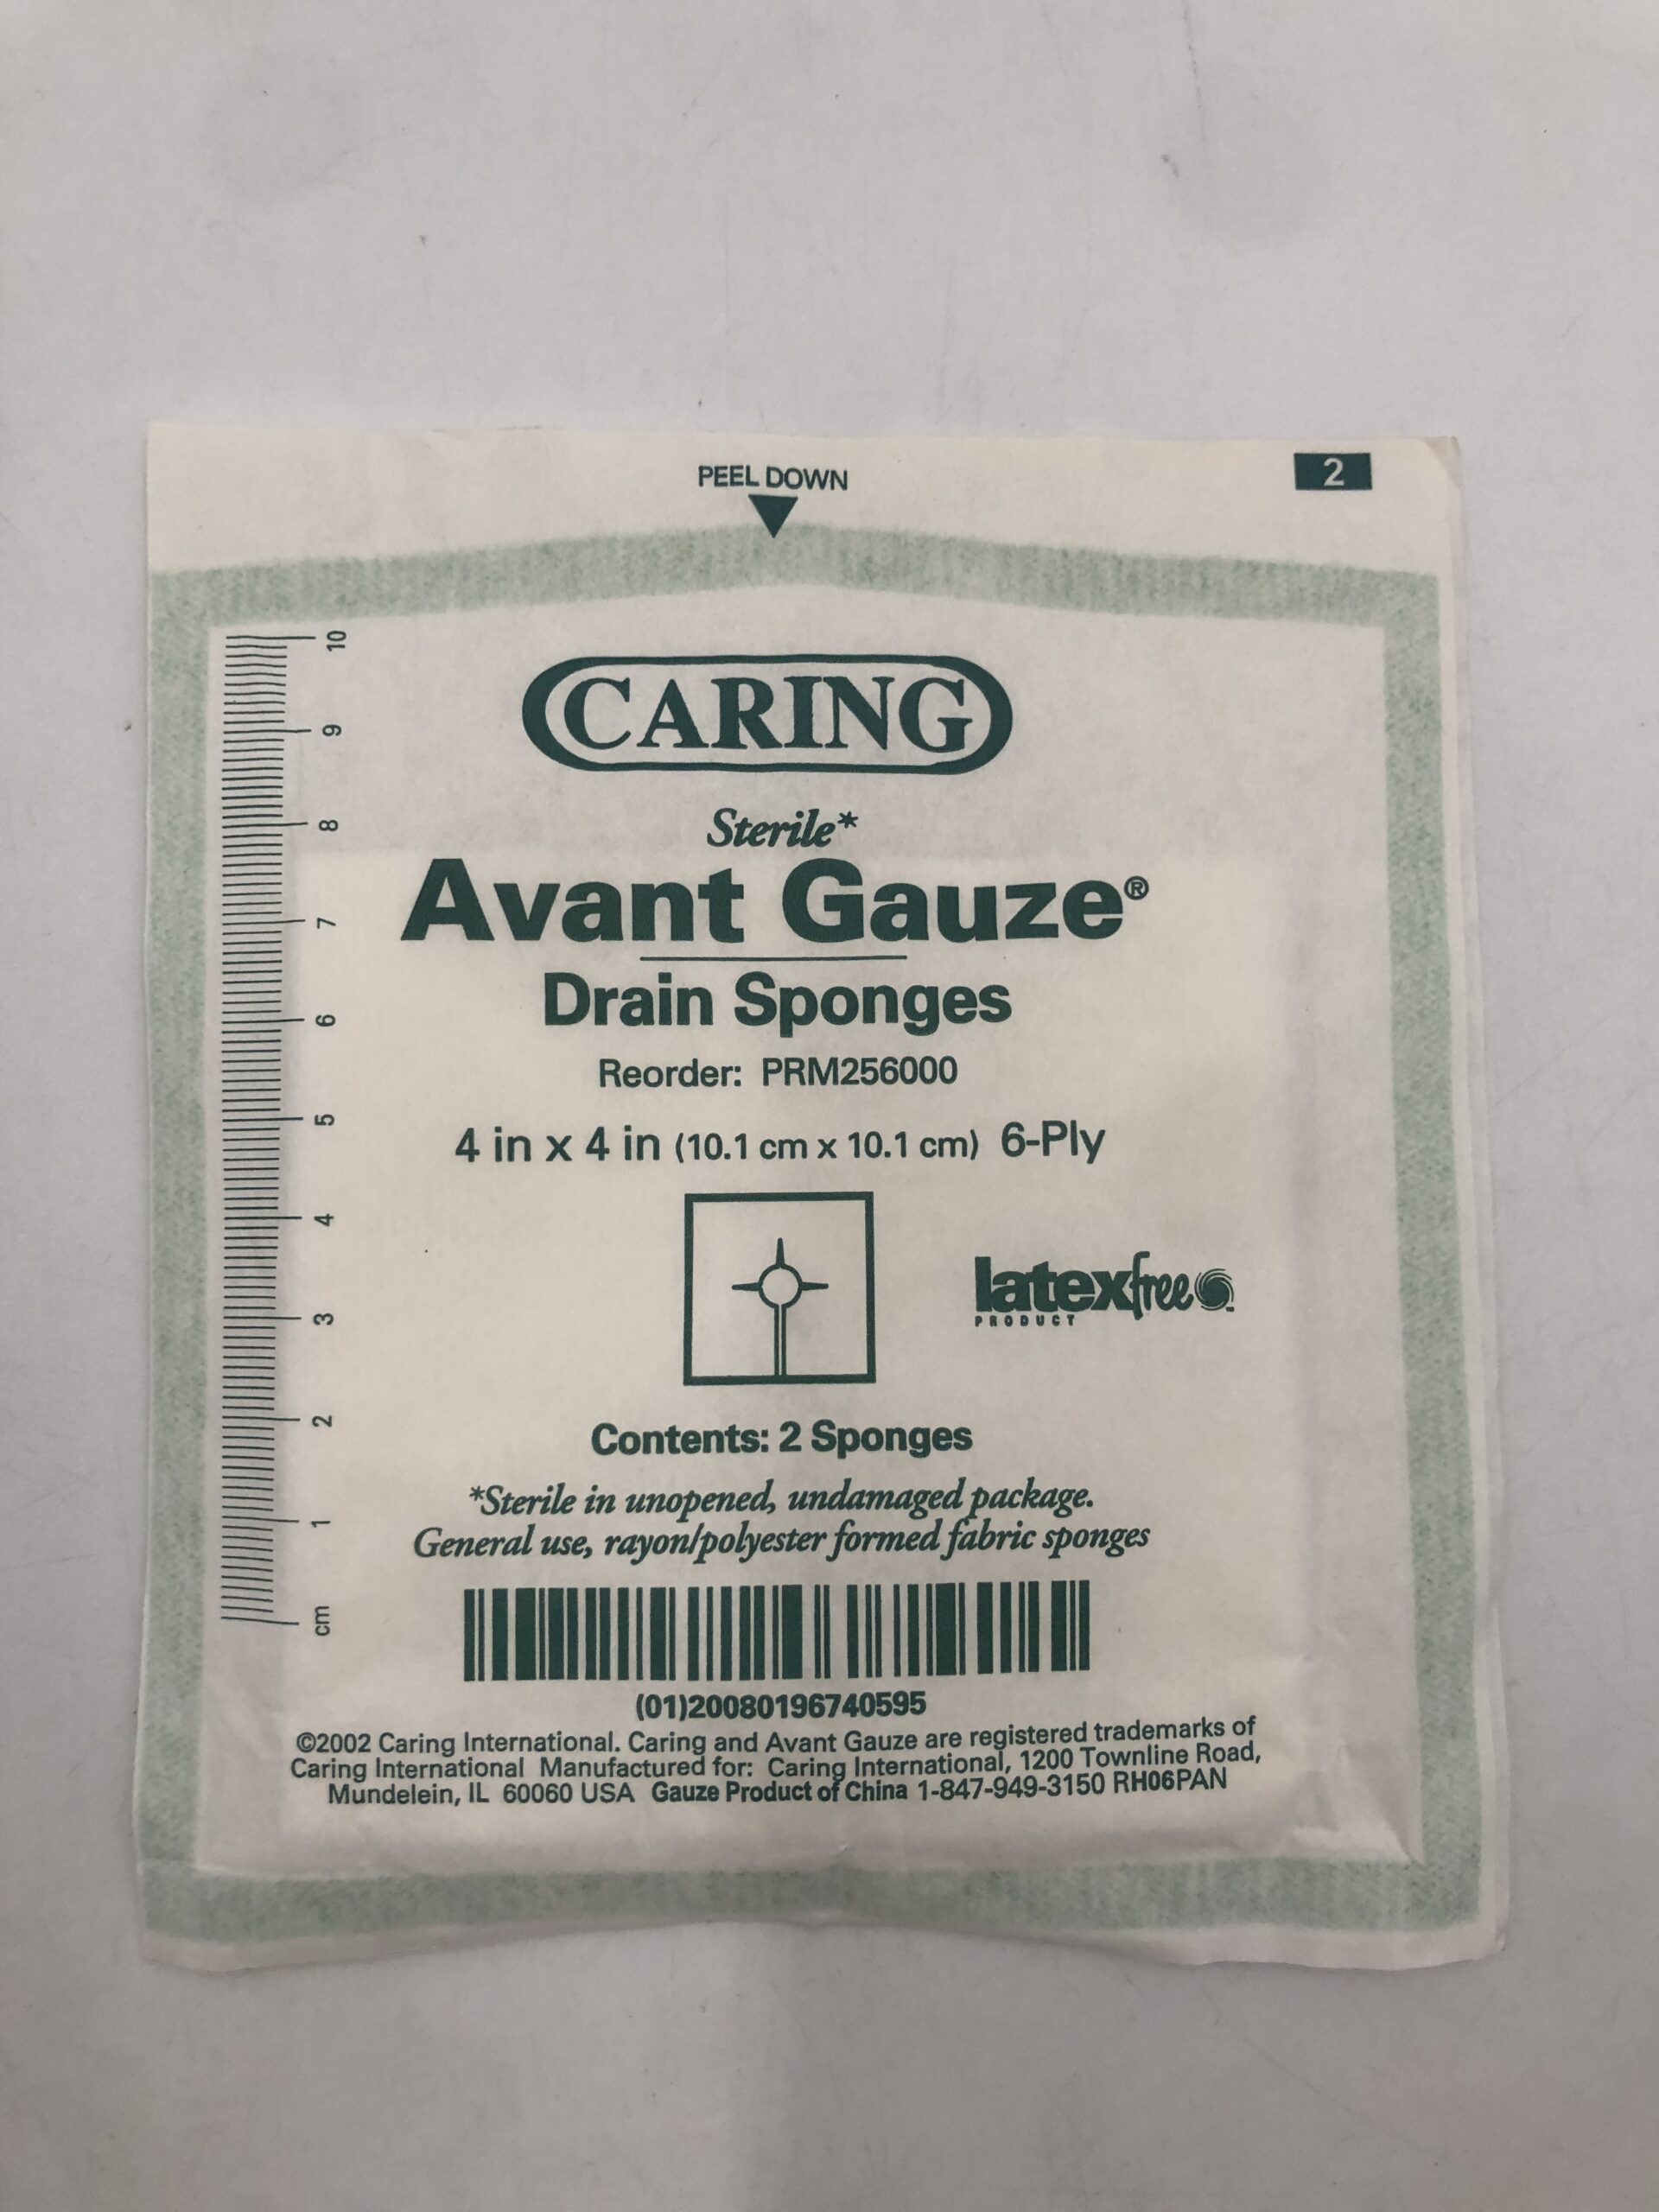 PEEL DOWN
2
10
9
8
7
6
5
4
3
2
1
cm
CARING
Sterile*
Avant Gauze®
Drain Sponges
Reorder: PRM256000
4 in x 4 in (10.1 cm x 10.1 cm) 6-Ply
latexfree
PRODUCT
Contents: 2 Sponges
*Sterile in unopened, undamaged package.
General use, rayon/polyester formed fabric sponges
(01)20080196740595
©2002 Caring International. Caring and Avant Gauze are registered trademarks of
Caring International Manufactured for: Caring International, 1200 Townline Road,
Mundelein, IL 60060 USA Gauze Product of China 1-847-949-3150 RH06PAN